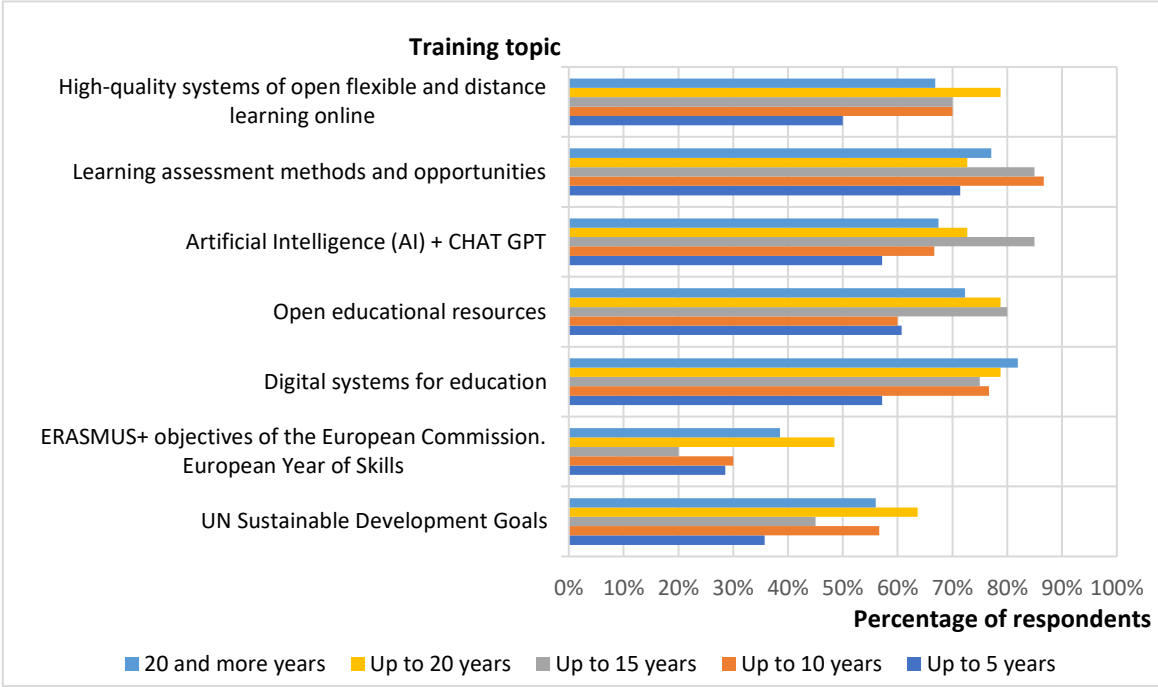 Training topic
High-quality systems of open flexible and distance
learning online
Learning assessment methods and opportunities
Artificial Intelligence (AI) + CHAT GPT
Open educational resources
Digital systems for education
ERASMUS+ objectives of the European Commission.
European Year of Skills
UN Sustainable Development Goals
0% 10% 20% 30% 40% 50% 60% 70% 80% 90% 100%
Percentage of respondents
20 and more years Up to 20 years Up to 15 years Up to 10 years Up to 5 years